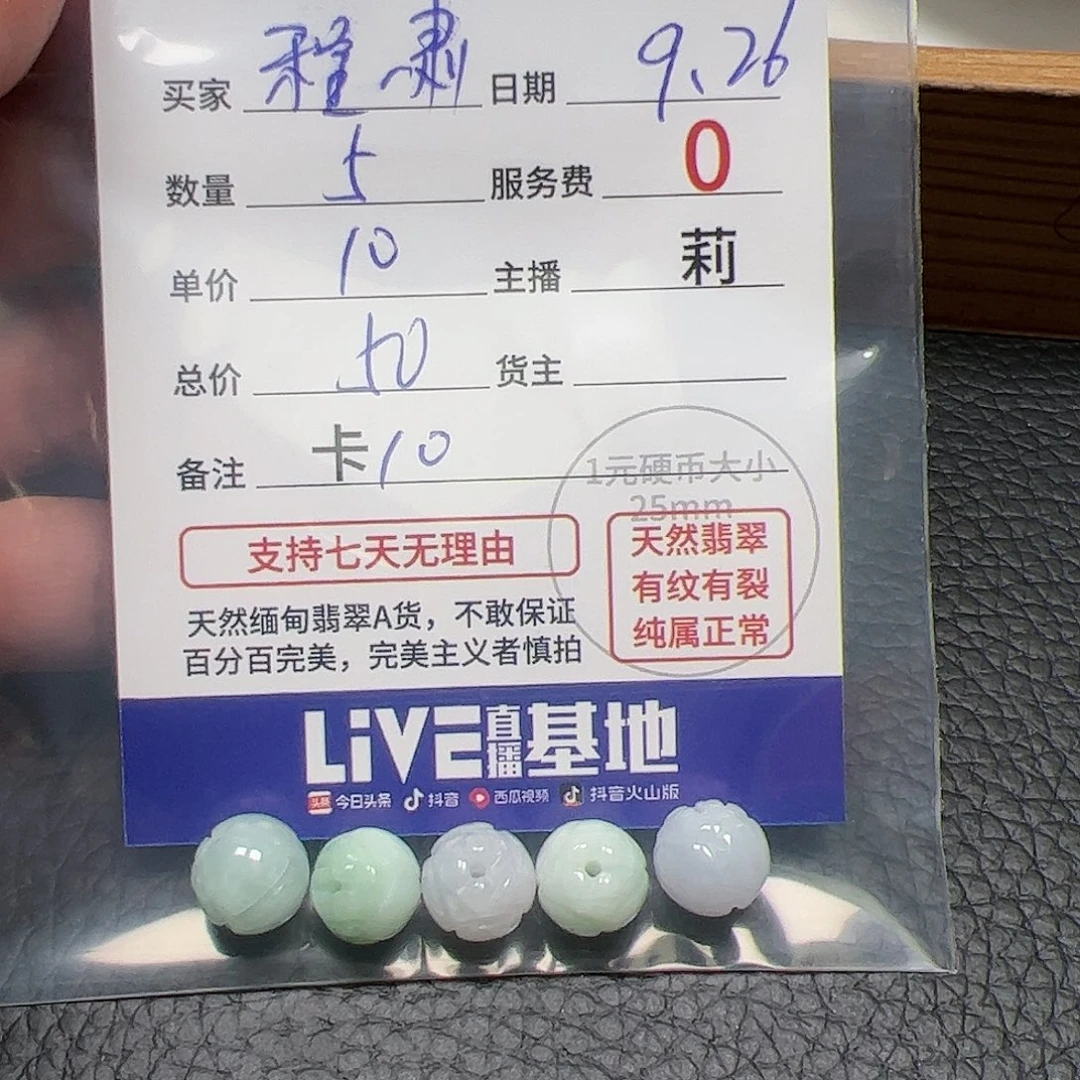 买家 程肃 日期 9.26
数量 5 服务费 0
单价 10 主播 莉
总价 50 货主
备注 卡10
1元硬币大小
25mm
支持七天无理由
天然翡翠
有纹有裂
纯属正常
天然缅甸翡翠A货，不敢保证
百分百完美，完美主义者慎拍
LiVE直播基地
头条 今日头条 抖音 西瓜视频 抖音火山版